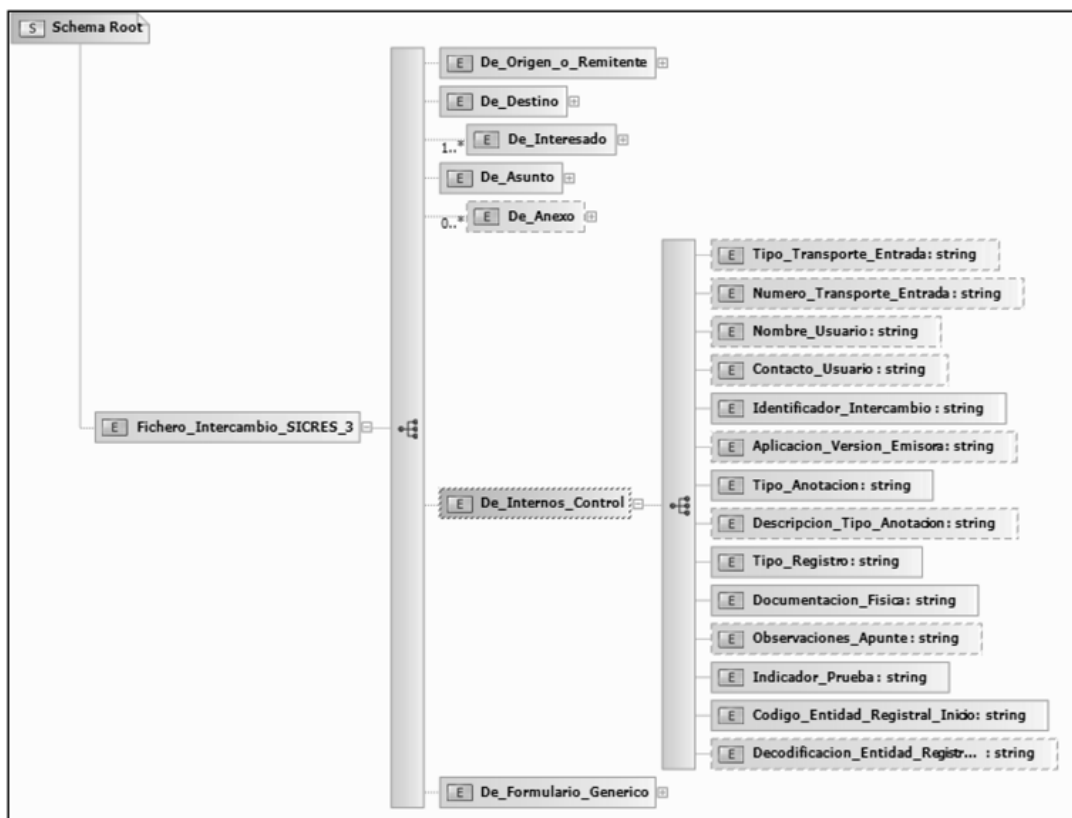 S Schema Root
E De_Origen_o_Remitente
E De_Destino
1..* E De_Interesado
E De_Asunto
0..* E De_Anexo
E Tipo_Transporte_Entrada: string
E Numero_Transporte_Entrada: string
E Nombre_Usuario: string
E Contacto_Usuario: string
E Fichero_Intercambio_SICRES_3
E Identificador_Intercambio: string
E Aplicacion_Version_Emisora: string
E Tipo_Anotacion: string
E De_Internos_Control
E Descripcion_Tipo_Anotacion: string
E Tipo_Registro: string
E Documentacion_Fisica: string
E Observaciones_Apunte: string
E Indicador_Prueba: string
E Codigo_Entidad_Registral_Inicio: string
E Decodificacion_Entidad_Registr... : string
E De_Formulario_Generico